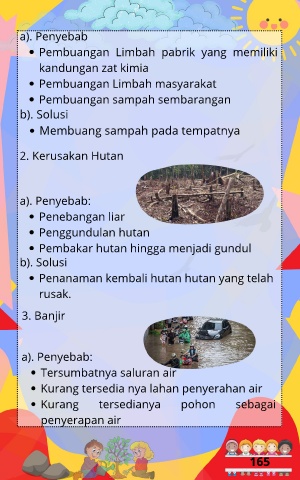 a). Penyebab
• Pembuangan Limbah pabrik yang memiliki
kandungan zat kimia
• Pembuangan Limbah masyarakat
• Pembuangan sampah sembarangan
b). Solusi
• Membuang sampah pada tempatnya
2. Kerusakan Hutan
a). Penyebab:
• Penebangan liar
• Penggundulan hutan
• Pembakar hutan hingga menjadi gundul
b). Solusi
• Penanaman kembali hutan hutan yang telah
rusak.
3. Banjir
a). Penyebab:
• Tersumbatnya saluran air
• Kurang tersedia nya lahan penyerahan air
• Kurang tersedianya pohon sebagai
penyerapan air
165